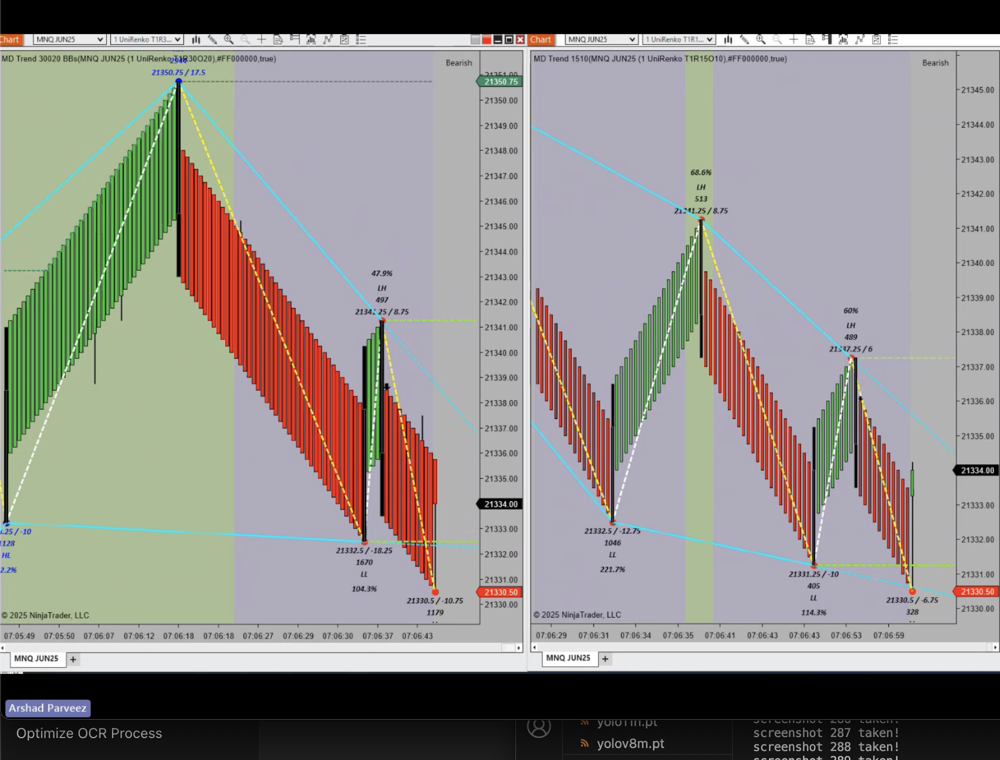 Chart
MNQ JUN25
1 UniRenko T1R3...
MD Trend 30020 BBs(MNQ JUN25 (1 UniRenko T1R30O20),#FF000000,true)
Bearish
21350.75 / 17.5
47.9%
LH
497
21341.25 / 8.75
.25 / -10
1128
HL
2.2%
21332.5 / -18.25
1670
LL
104.3%
21330.5 / -10.75
1179
© 2025 NinjaTrader, LLC
21351.00
21350.75
21350.00
21349.00
21348.00
21347.00
21346.00
21345.00
21344.00
21343.00
21342.00
21341.00
21340.00
21339.00
21338.00
21337.00
21336.00
21335.00
21334.00
21333.00
21332.00
21331.00
21330.50
21330.00
07:05:49 07:05:50 07:06:07 07:06:12 07:06:18 07:06:18 07:06:27 07:06:29 07:06:30 07:06:37 07:06:43
MNQ JUN25 +
Chart
MNQ JUN25
1 UniRenko T1R1...
MD Trend 1510(MNQ JUN25 (1 UniRenko T1R15O10),#FF000000,true)
Bearish
68.6%
LH
513
21341.25 / 8.75
60%
LH
489
21337.25 / 6
21332.5 / -12.75
1046
LL
221.7%
21331.25 / -10
405
LL
114.3%
21330.5 / -6.75
328
© 2025 NinjaTrader, LLC
21345.00
21344.00
21343.00
21342.00
21341.00
21340.00
21339.00
21338.00
21337.00
21336.00
21335.00
21334.00
21333.00
21332.00
21331.00
21330.50
21330.00
07:06:29 07:06:31 07:06:34 07:06:35 07:06:41 07:06:43 07:06:43 07:06:53 07:06:59
MNQ JUN25 +
Arshad Parveez
Optimize OCR Process
yolo11n.pt
yolov8m.pt
screenshot 287 taken!
screenshot 288 taken!